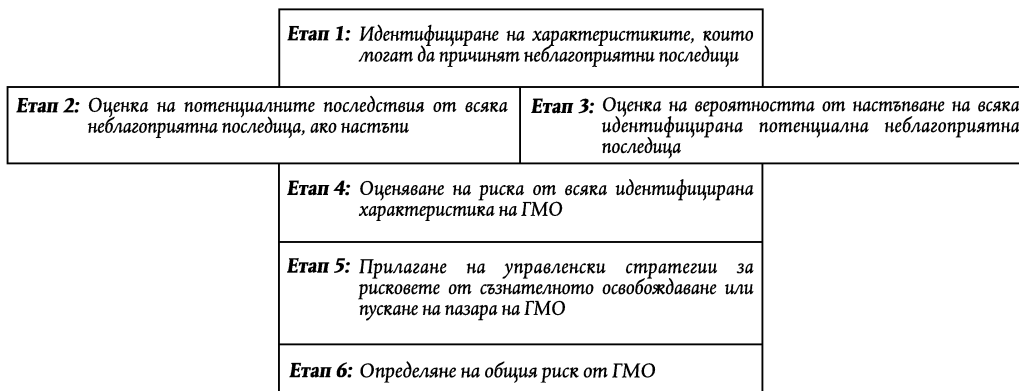 Етап 1: Идентифициране на характеристиките, които
могат да причинят неблагоприятни последици
Етап 2: Оценка на потенциалните последствия от всяка
неблагоприятна последица, ако настъпи
Етап 3: Оценка на вероятността от настъпване на всяка
идентифицирана потенциална неблагоприятна
последица
Етап 4: Оценяване на риска от всяка идентифицирана
характеристика на ГМО
Етап 5: Прилагане на управленски стратегии за
рисковете от съзнателното освобождаване или
пускане на пазара на ГМО
Етап 6: Определяне на общия риск от ГМО